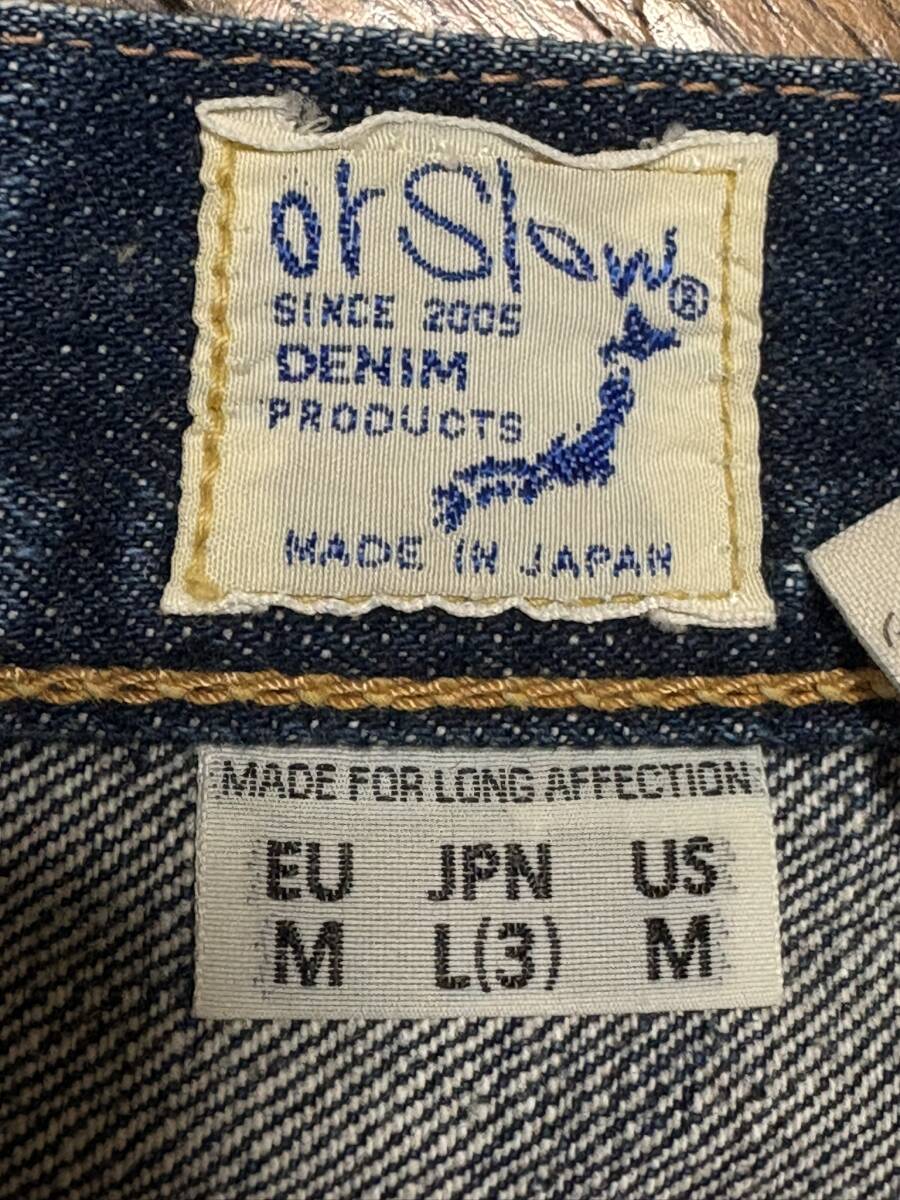 orSlow®
SINCE 2005
DENIM
PRODUCTS
MADE IN JAPAN
MADE FOR LONG AFFECTION
EU JPN US
M L(3) M